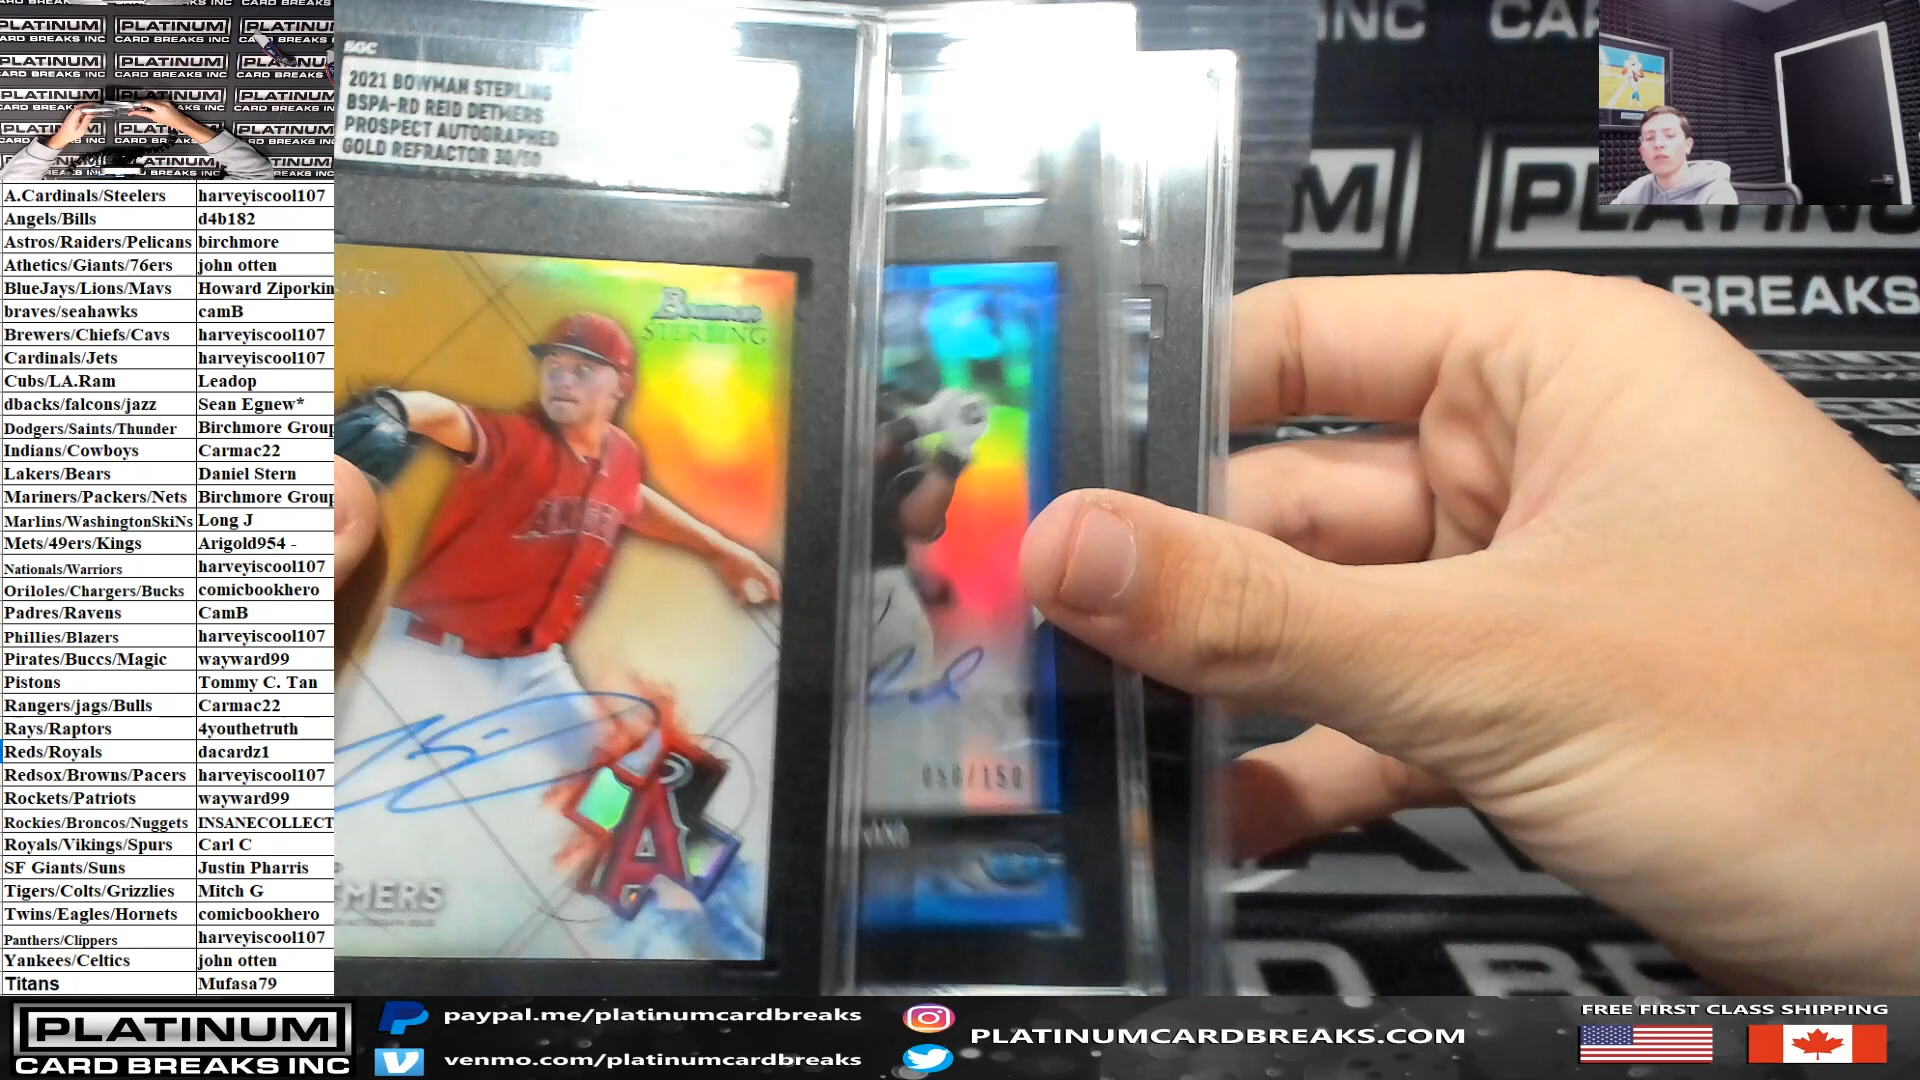 PLATINUM
CARD BREAKS INC
SGC
2021 BOWMAN STERLING
BSPA-RD REID DETMERS
PROSPECT AUTOGRAPHED
GOLD REFRACTOR
Bowman
STERLING
050/150
A.Cardinals/Steelers harveyiscool107
Angels/Bills d4b182
Astros/Raiders/Pelicans birchmore
Athetics/Giants/76ers john otten
BlueJays/Lions/Mavs Howard Ziporkin
braves/seahawks camB
Brewers/Chiefs/Cavs harveyiscool107
Cardinals/Jets harveyiscool107
Cubs/LA.Ram Leadop
dbacks/falcons/jazz Sean Egnew*
Dodgers/Saints/Thunder Birchmore Group
Indians/Cowboys Carmac22
Lakers/Bears Daniel Stern
Mariners/Packers/Nets Birchmore Group
Marlins/WashingtonSkiNs Long J
Mets/49ers/Kings Arigold954 -
Nationals/Warriors harveyiscool107
Oriloles/Chargers/Bucks comicbookhero
Padres/Ravens CamB
Phillies/Blazers harveyiscool107
Pirates/Buccs/Magic wayward99
Pistons Tommy C. Tan
Rangers/jags/Bulls Carmac22
Rays/Raptors 4youthetruth
Reds/Royals dacardz1
Redsox/Browns/Pacers harveyiscool107
Rockets/Patriots wayward99
Rockies/Broncos/Nuggets INSANECOLLECT
Royals/Vikings/Spurs Carl C
SF Giants/Suns Justin Pharris
Tigers/Colts/Grizzlies Mitch G
Twins/Eagles/Hornets comicbookhero
Panthers/Clippers harveyiscool107
Yankees/Celtics john otten
Titans Mufasa79
PLATINUM
CARD BREAKS INC
paypal.me/platinumcardbreaks
venmo.com/platinumcardbreaks
PLATINUMCARDBREAKS.COM
FREE FIRST CLASS SHIPPING